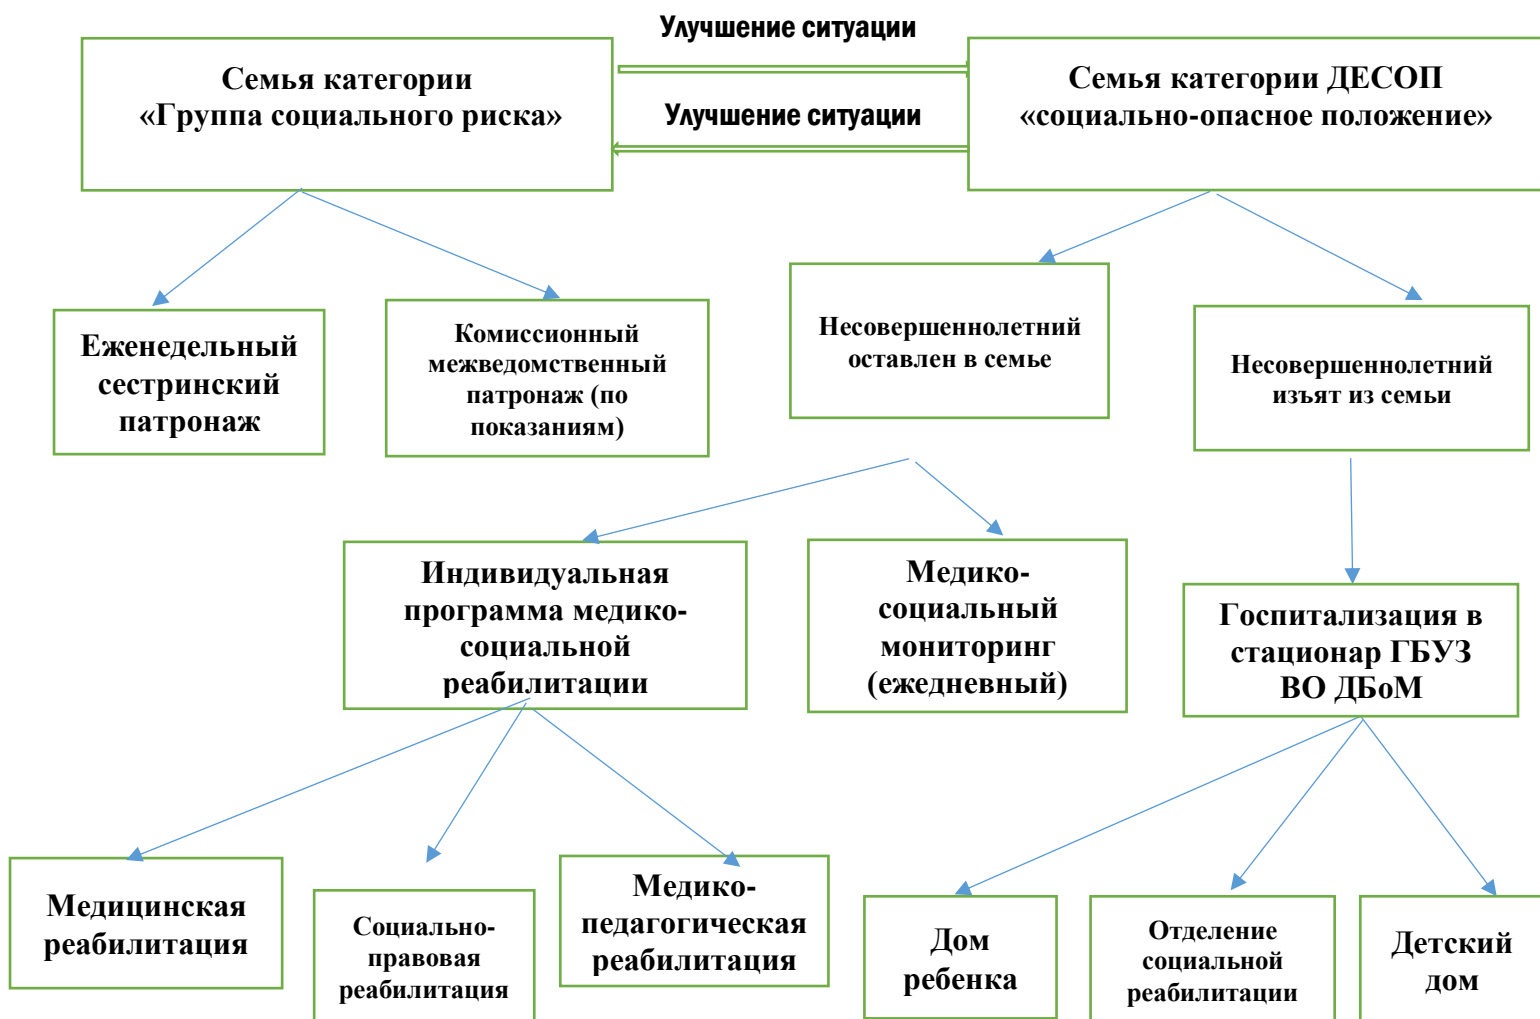 Улучшение ситуации
Семья категории
«Группа социального риска»
Семья категории ДЕСОП
«социально-опасное положение»
Улучшение ситуации
Еженедельный
сестринский
патронаж
Комиссионный
межведомственный
патронаж (по
показаниям)
Несовершеннолетний
оставлен в семье
Несовершеннолетний
изъят из семьи
Индивидуальная
программа медико-
социальной
реабилитации
Медико-
социальный
мониторинг
(ежедневный)
Госпитализация в
стационар ГБУЗ
ВО ДБоМ
Медицинская
реабилитация
Социально-
правовая
реабилитация
Медико-
педагогическая
реабилитация
Дом
ребенка
Отделение
социальной
реабилитации
Детский
дом